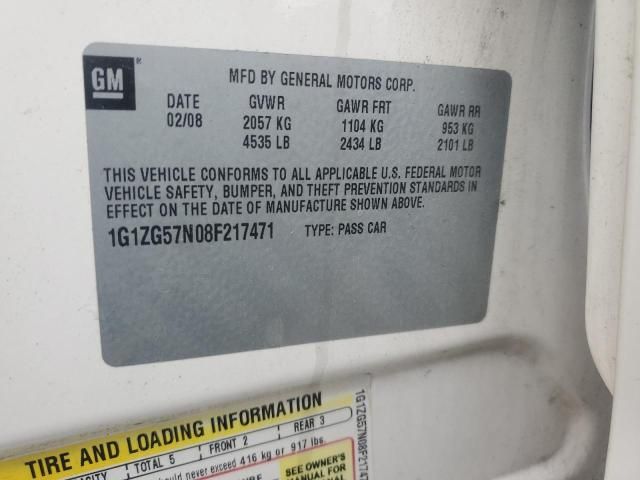 GM
MFD BY GENERAL MOTORS CORP.
DATE GVWR GAWR FRT GAWR RR
02/08 2057 KG 1104 KG 953 KG
4535 LB 2434 LB 2101 LB
THIS VEHICLE CONFORMS TO ALL APPLICABLE U.S. FEDERAL MOTOR
VEHICLE SAFETY, BUMPER, AND THEFT PREVENTION STANDARDS IN
EFFECT ON THE DATE OF MANUFACTURE SHOWN ABOVE.
1G1ZG57N08F217471 TYPE: PASS CAR
TIRE AND LOADING INFORMATION
TOTAL 5 FRONT 2 REAR 3
should never exceed 416 kg or 917 lbs.
SEE OWNER'S
MANUAL FOR
1G1ZG57N08F21747